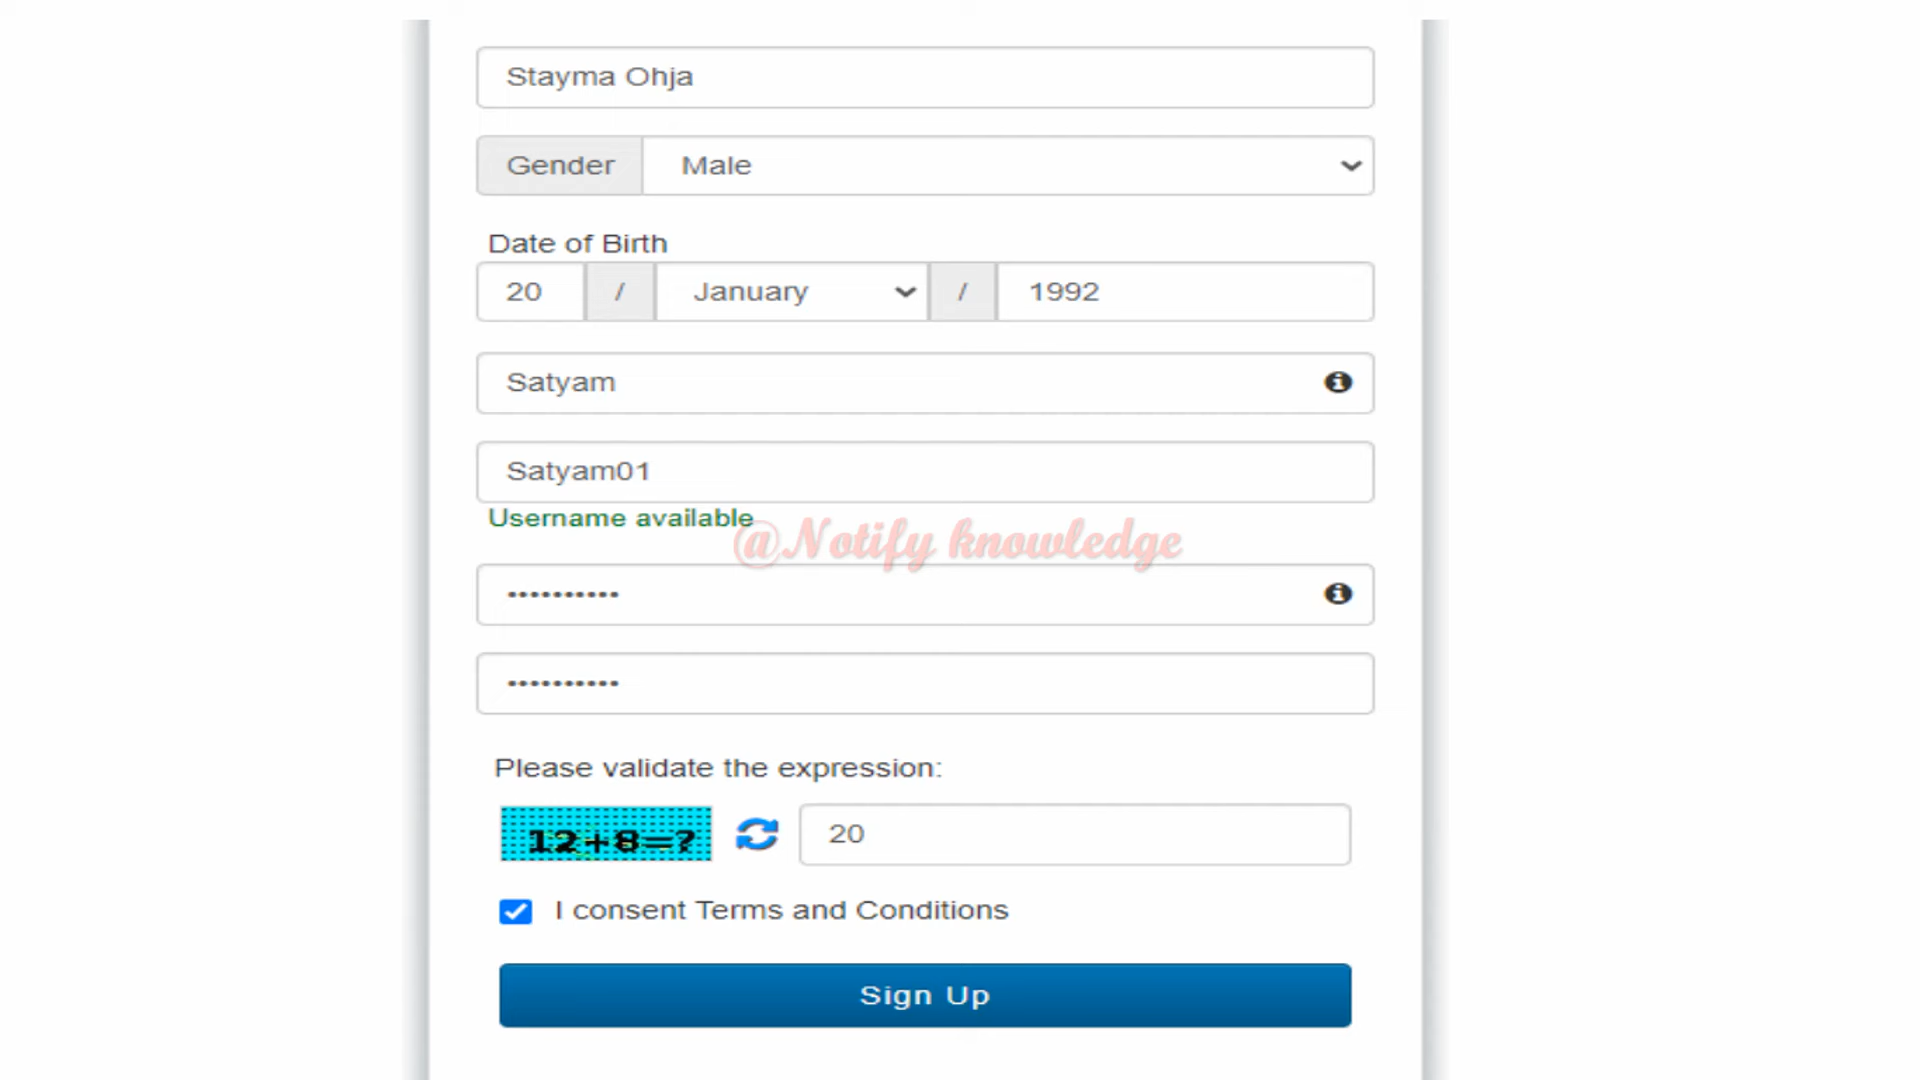 Stayma Ohja
Gender Male
Date of Birth
20 / January / 1992
Satyam
Satyam01
Username available
@Notify knowledge
••••••••••
••••••••••
Please validate the expression:
12+8=? 20
I consent Terms and Conditions
Sign Up